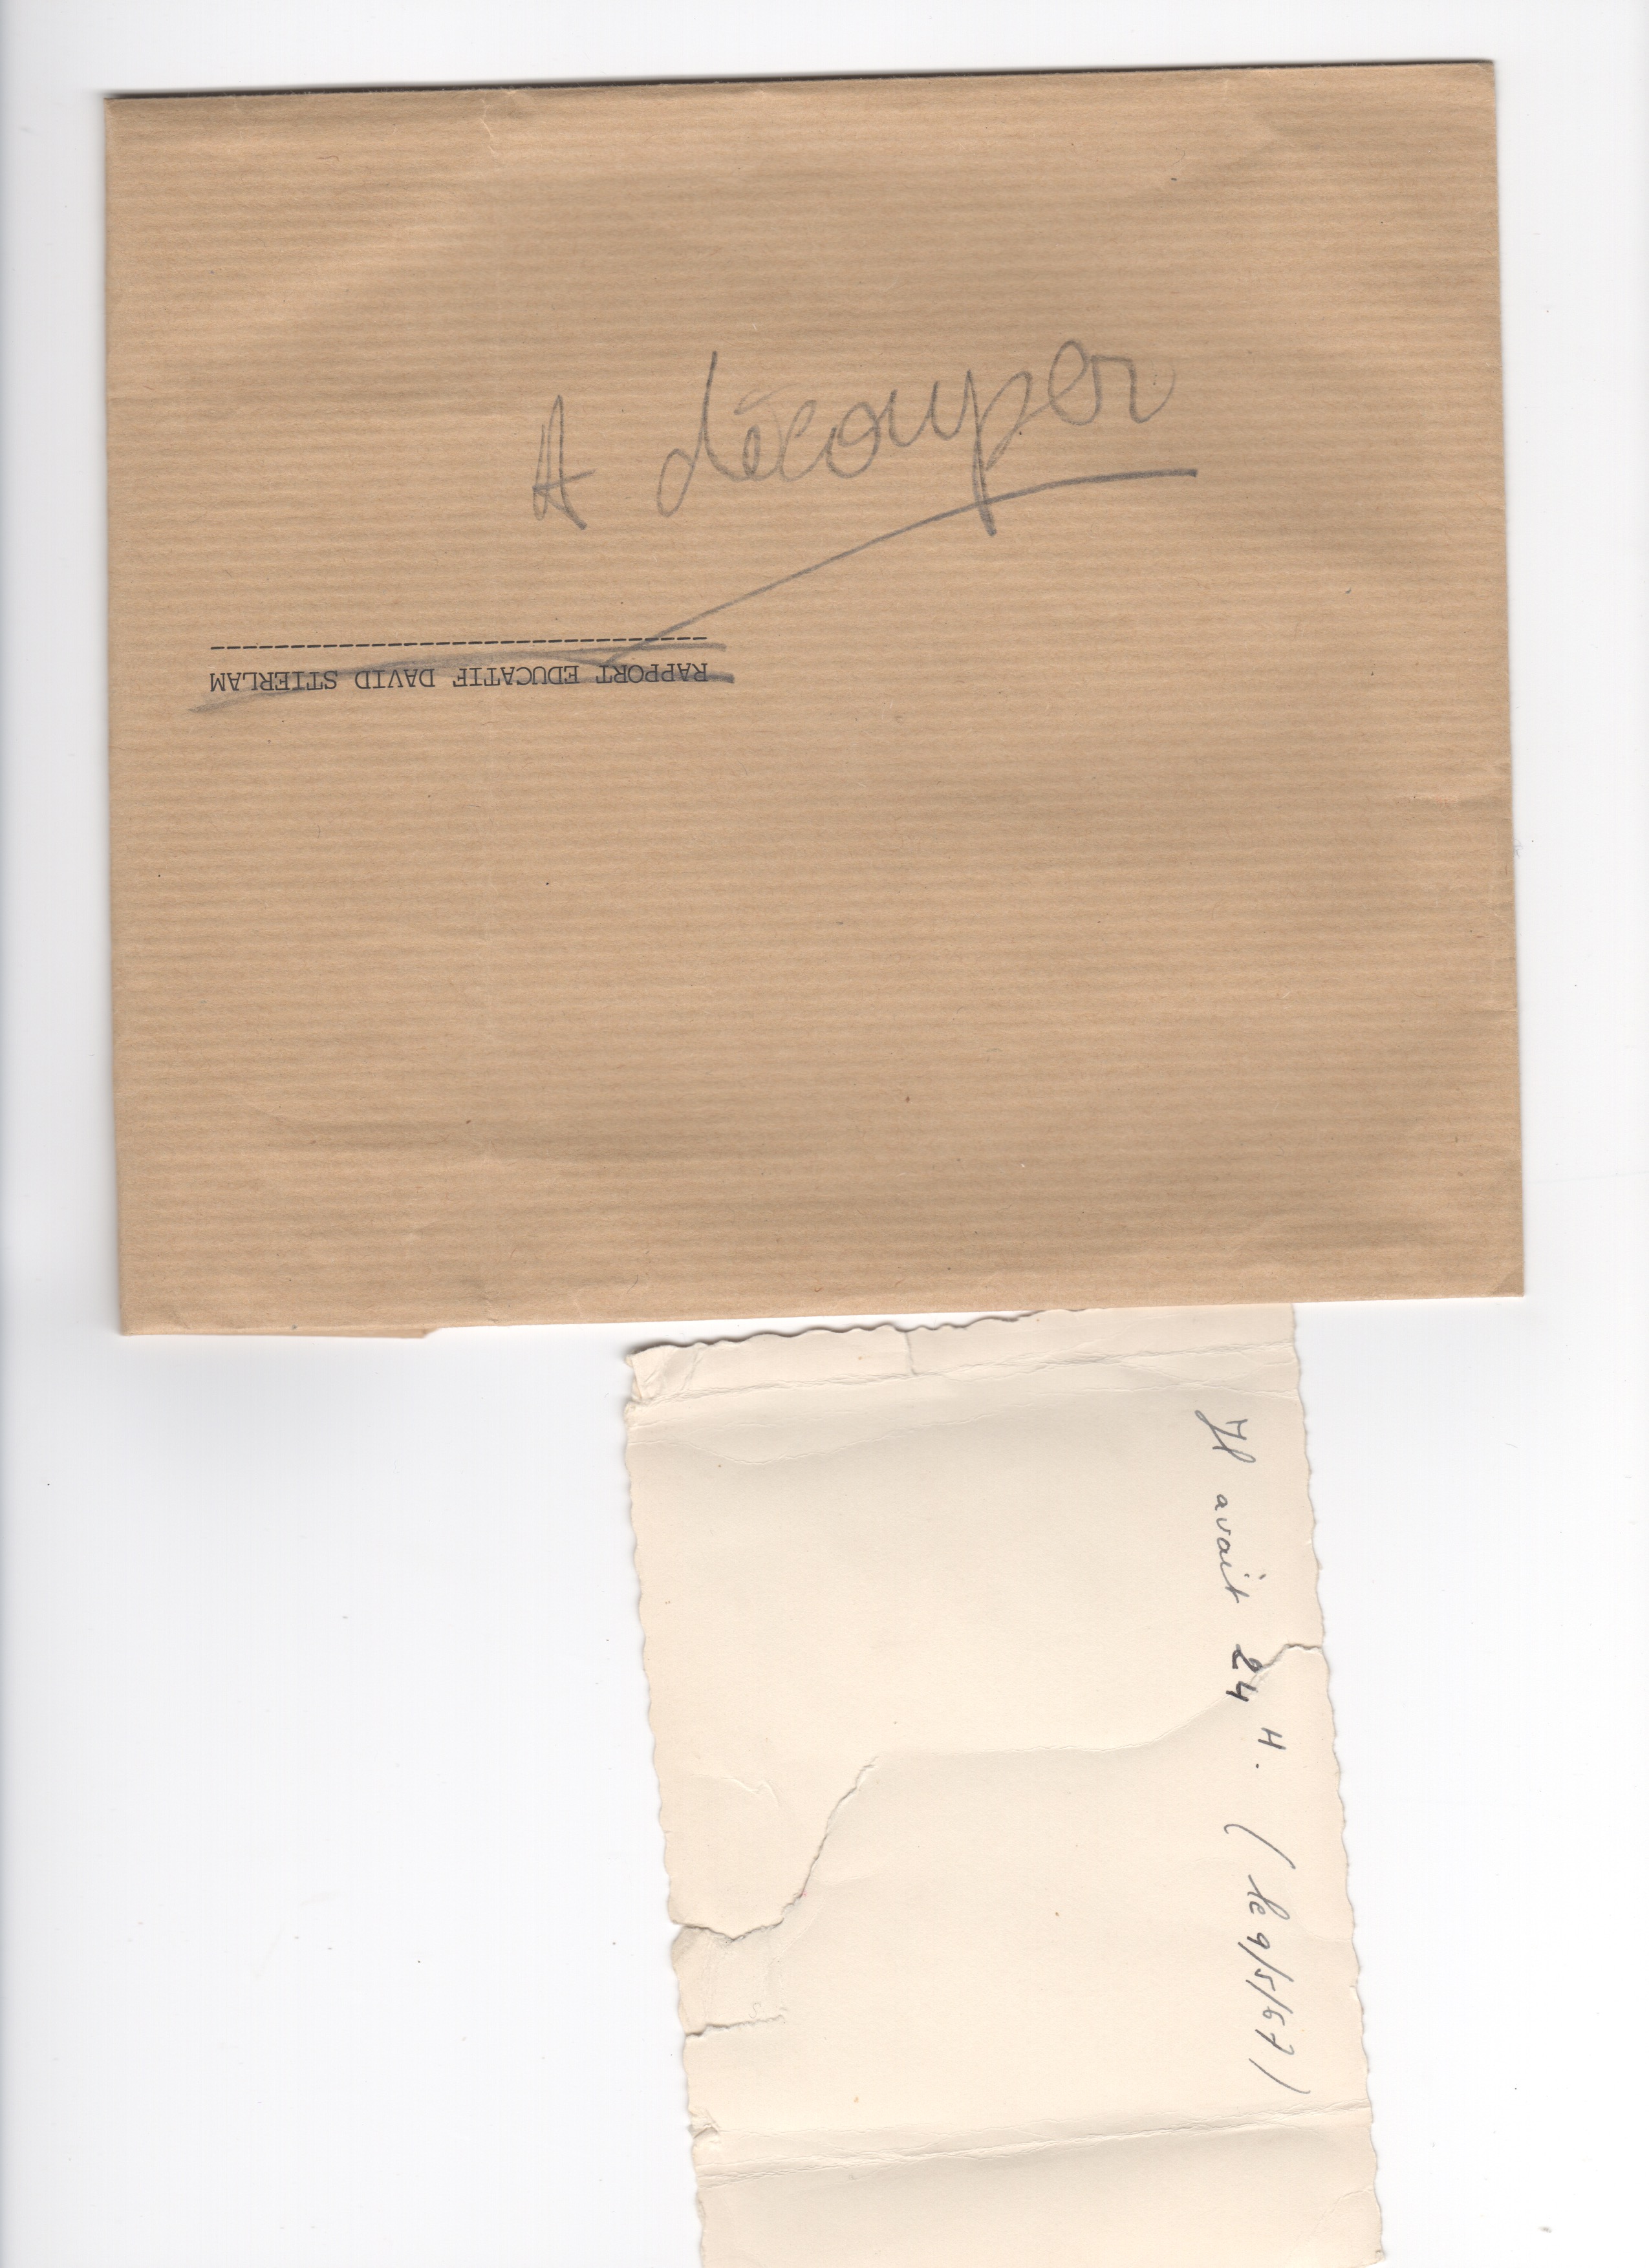 A découper
RAPPORT EDUCATIF DAVID STIERLAM
Il avait 24 H. (le 9/5/67)